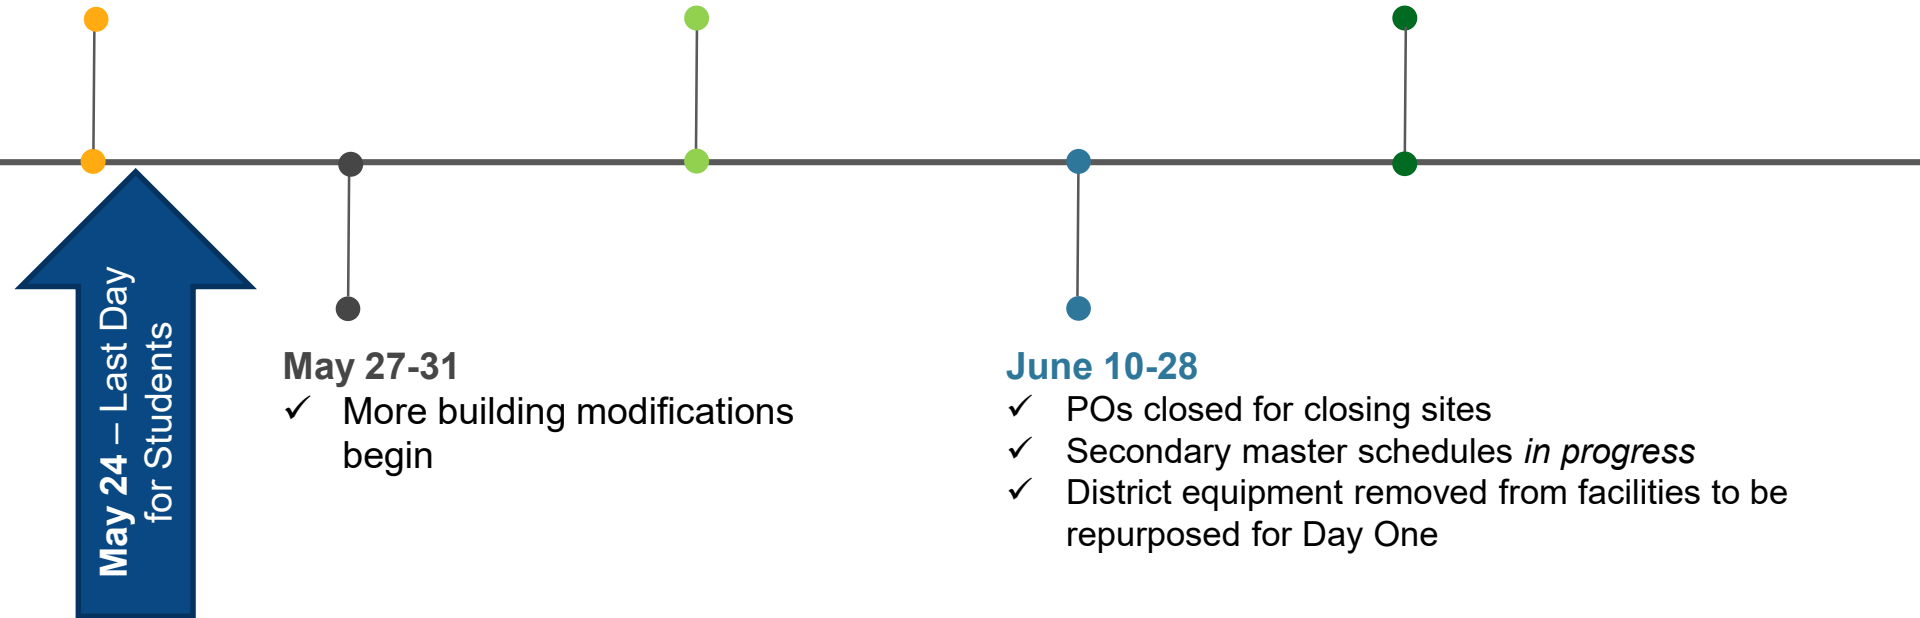 May 24 – Last Day
for Students
May 27-31
✓ More building modifications
begin
June 10-28
✓ POs closed for closing sites
✓ Secondary master schedules in progress
✓ District equipment removed from facilities to be
repurposed for Day One